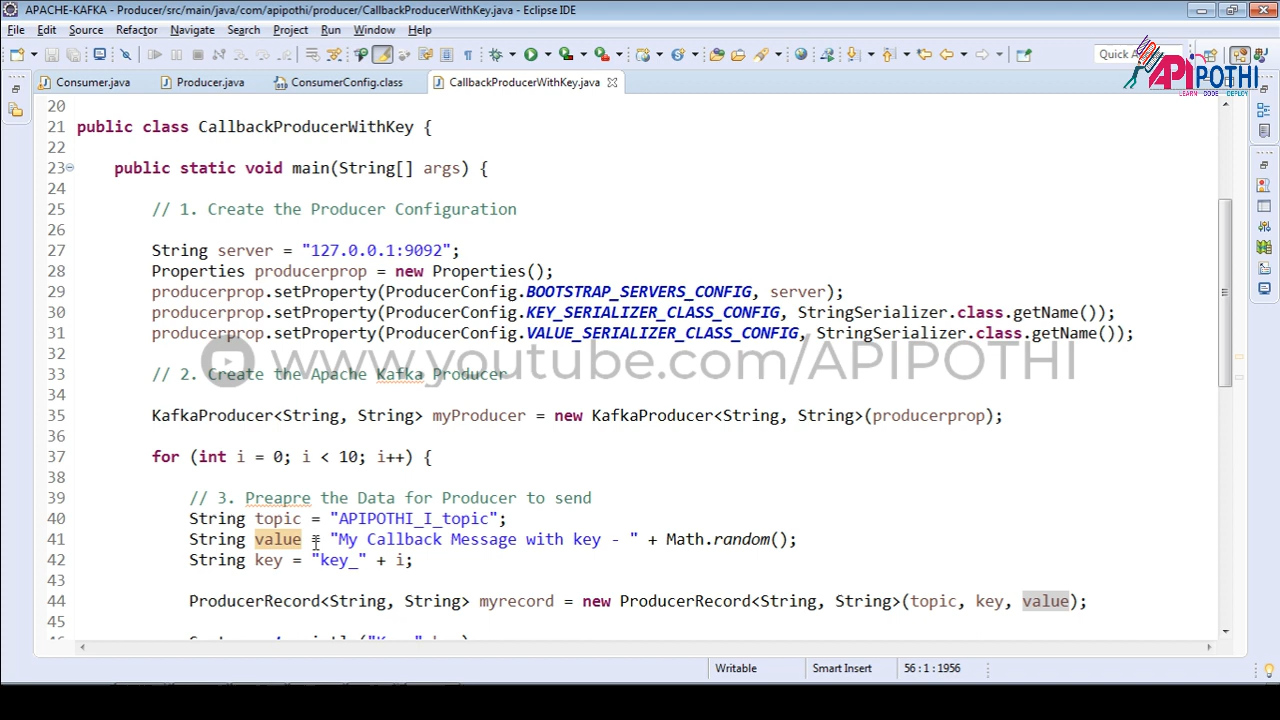 APACHE-KAFKA - Producer/src/main/java/com/apipothi/producer/CallbackProducerWithKey.java - Eclipse IDE
File Edit Source Refactor Navigate Search Project Run Window Help
Quick A
APIPOTHI
LEARN CODE DEPLOY
Consumer.java Producer.java ConsumerConfig.class CallbackProducerWithKey.java
20
21 public class CallbackProducerWithKey {
22
23 public static void main(String[] args) {
24
25 // 1. Create the Producer Configuration
26
27 String server = "127.0.0.1:9092";
28 Properties producerprop = new Properties();
29 producerprop.setProperty(ProducerConfig.BOOTSTRAP_SERVERS_CONFIG, server);
30 producerprop.setProperty(ProducerConfig.KEY_SERIALIZER_CLASS_CONFIG, StringSerializer.class.getName());
31 producerprop.setProperty(ProducerConfig.VALUE_SERIALIZER_CLASS_CONFIG, StringSerializer.class.getName());
32
www.youtube.com/APIPOTHI
33 // 2. Create the Apache Kafka Producer
34
35 KafkaProducer<String, String> myProducer = new KafkaProducer<String, String>(producerprop);
36
37 for (int i = 0; i < 10; i++) {
38
39 // 3. Preapre the Data for Producer to send
40 String topic = "APIPOTHI_I_topic";
41 String value = "My Callback Message with key - " + Math.random();
42 String key = "key_" + i;
43
44 ProducerRecord<String, String> myrecord = new ProducerRecord<String, String>(topic, key, value);
45
Writable Smart Insert 56 : 1 : 1956